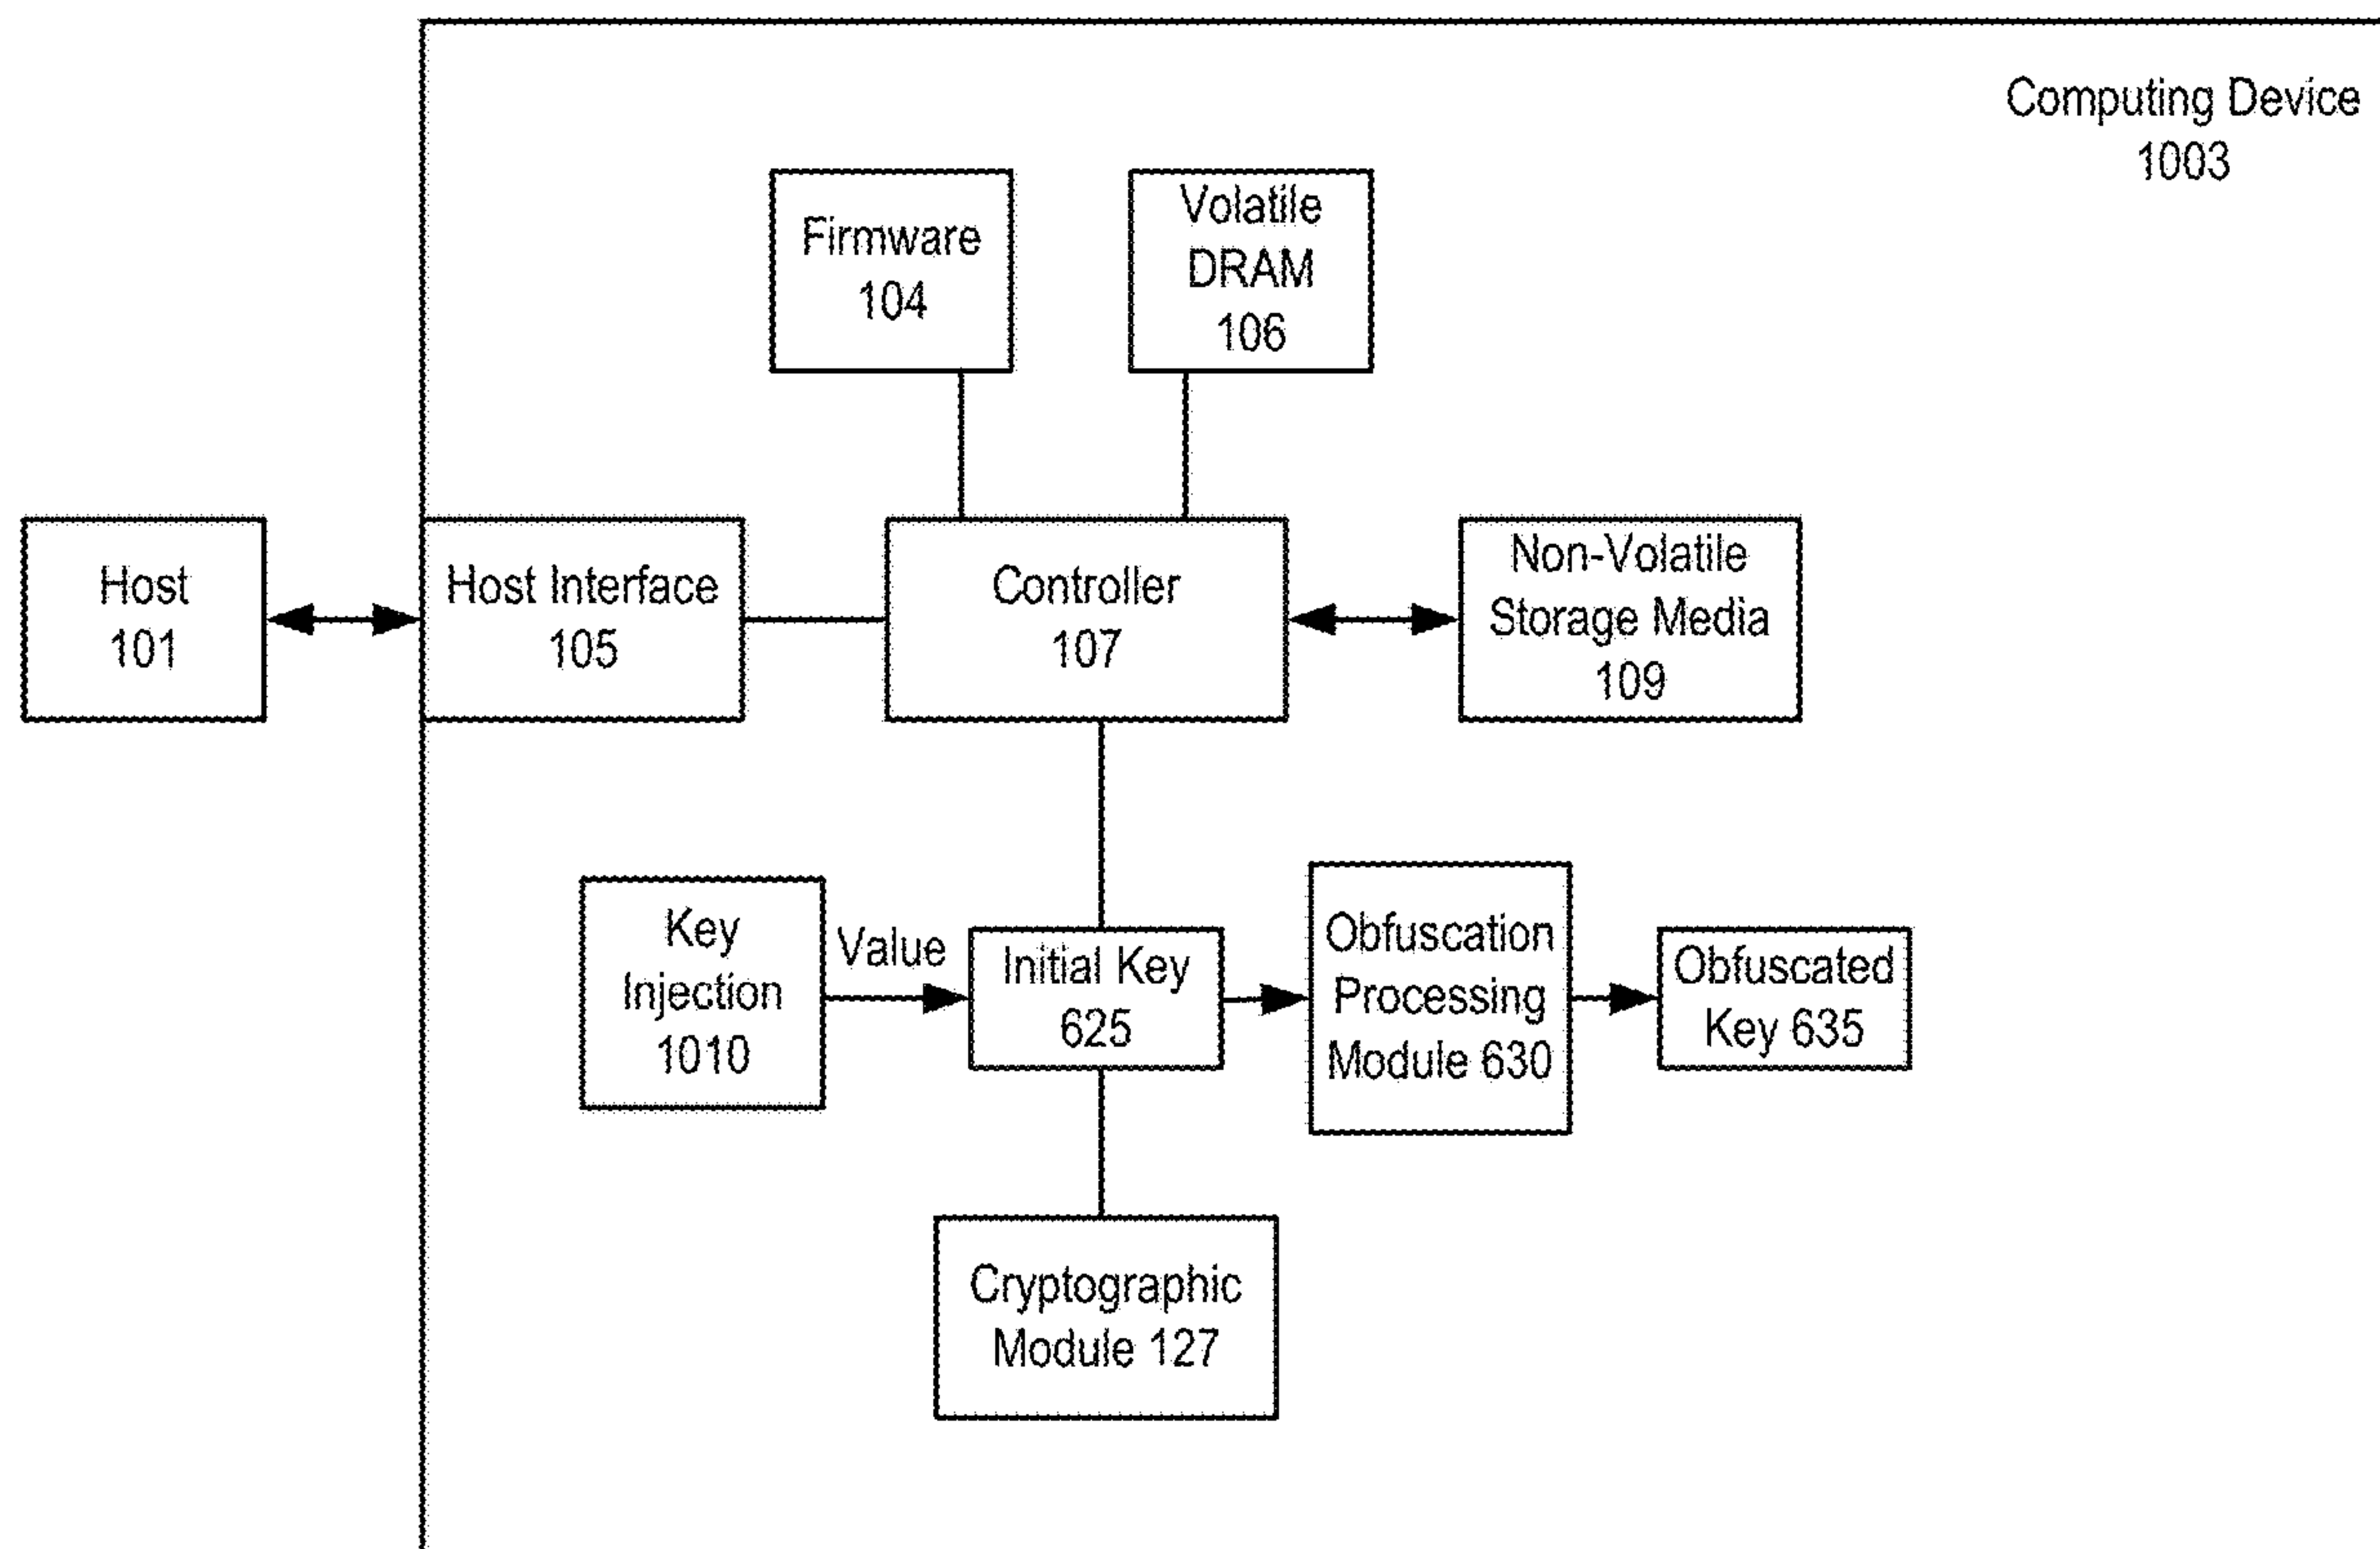 Computing Device
1003
Firmware
104
Volatile
DRAM
106
Host
101
Host Interface
105
Controller
107
Non-Volatile
Storage Media
109
Key
Injection
1010
Value
Initial Key
625
Obfuscation
Processing
Module 630
Obfuscated
Key 635
Cryptographic
Module 127